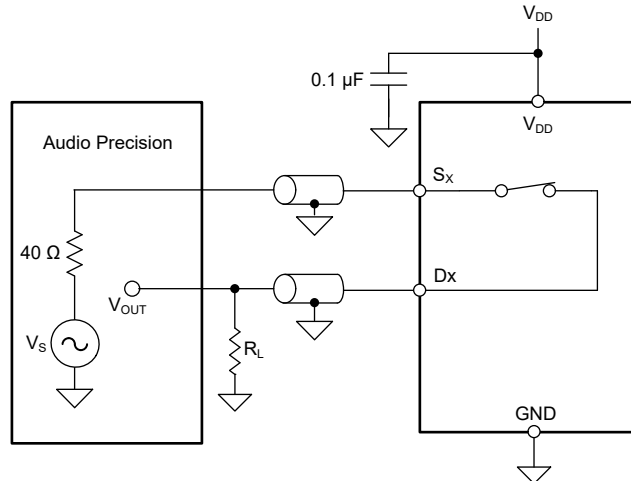 V_DD
0.1 µF
V_DD
Audio Precision
S_X
40 Ω
Dx
V_OUT
V_S
R_L
GND